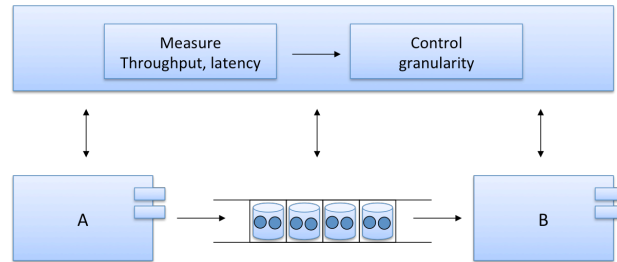 Measure
Throughput, latency
Control
granularity
A
B